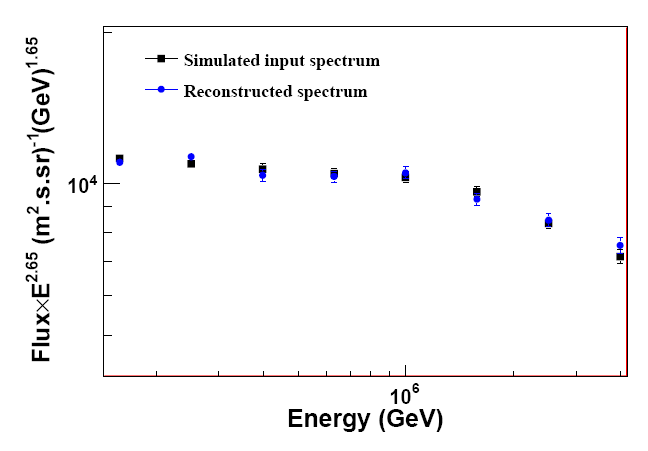 Simulated input spectrum
Reconstructed spectrum
Flux×E^2.65 (m².s.sr)^-1(GeV)^1.65
10^4
10^6
Energy (GeV)